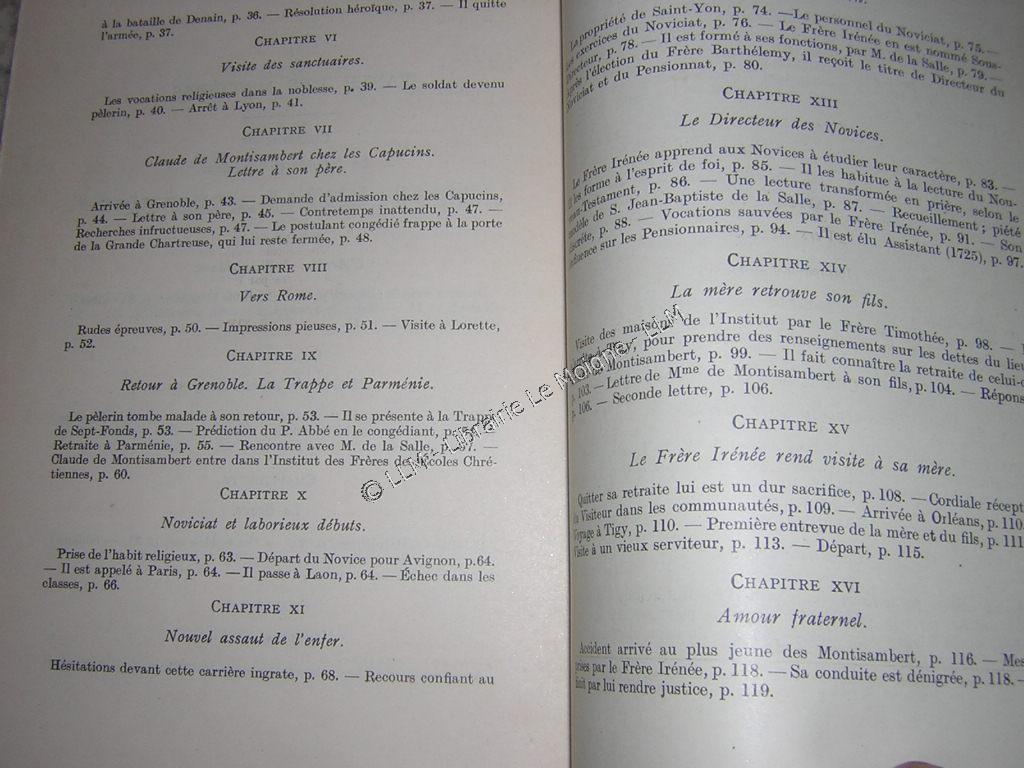 à la bataille de Denain, p. 36. — Résolution héroïque, p. 37. — Il quitte
l'armée, p. 37.
CHAPITRE VI
Visite des sanctuaires.
Les vocations religieuses dans la noblesse, p. 39. — Le soldat devenu
pèlerin, p. 40. — Arrêt à Lyon, p. 41.
CHAPITRE VII
Claude de Montisambert chez les Capucins.
Lettre à son père.
Arrivée à Grenoble, p. 43. — Demande d'admission chez les Capucins,
p. 44. — Lettre à son père, p. 45. — Contretemps inattendu, p. 47. —
Recherches infructueuses, p. 47. — Le postulant congédié frappe à la porte
de la Grande Chartreuse, qui lui reste fermée, p. 48.
CHAPITRE VIII
Vers Rome.
Rudes épreuves, p. 50. — Impressions pieuses, p. 51. — Visite à Lorette,
p. 52.
CHAPITRE IX
Retour à Grenoble. La Trappe et Parménie.
Le pèlerin tombe malade à son retour, p. 53. — Il se présente à la Trappe
de Sept-Fonds, p. 53. — Prédiction du P. Abbé en le congédiant,
Retraite à Parménie, p. 55. — Rencontre avec M. de la Salle, 57. —
Claude de Montisambert entre dans l'Institut des Frères des Écoles Chré-
tiennes, p. 60.
CHAPITRE X
Noviciat et laborieux débuts.
Prise de l'habit religieux, p. 63. — Départ du Novice pour Avignon, p. 64.
— Il est appelé à Paris, p. 64. — Il passe à Laon, p. 64. — Échec dans les
classes, p. 66.
CHAPITRE XI
Nouvel assaut de l'enfer.
Hésitations devant cette carrière ingrate, p. 68. — Recours confiant au
La propriété de Saint-Yon, p. 74. — Le personnel du Noviciat, p. 75. —
Les exercices du Noviciat, p. 76. — Le Frère Irénée en est nommé Sous-
Directeur, p. 78. — Il est formé à ses fonctions, par M. de la Salle, p. 79. —
Après l'élection du Frère Barthélemy, il reçoit le titre de Directeur du
Noviciat et du Pensionnat, p. 80.
CHAPITRE XIII
Le Directeur des Novices.
Le Frère Irénée apprend aux Novices à étudier leur caractère, p. 83. —
Il les forme à l'esprit de foi, p. 85. — Il les habitue à la lecture du Nou-
veau-Testament, p. 86. — Une lecture transformée en prière, selon le
modèle de S. Jean-Baptiste de la Salle, p. 87. — Recueillement ; piété
discrète, p. 88. — Vocations sauvées par le Frère Irénée, p. 91. — Son
influence sur les Pensionnaires, p. 94. — Il est élu Assistant (1725), p. 97.
CHAPITRE XIV
La mère retrouve son fils.
Visite des maisons de l'Institut par le Frère Timothée, p. 98. —
à Tigy, pour prendre des renseignements sur les dettes du lieu
de Montisambert, p. 99. — Il fait connaître la retraite de celui-c
p. 103. — Lettre de Mme de Montisambert à son fils, p. 104. — Répons
p. 106. — Seconde lettre, p. 106.
CHAPITRE XV
Le Frère Irénée rend visite à sa mère.
Quitter sa retraite lui est un dur sacrifice, p. 108. — Cordiale récept
du Visiteur dans les communautés, p. 109. — Arrivée à Orléans, p. 110
Voyage à Tigy, p. 110. — Première entrevue de la mère et du fils, p. 111
Visite à un vieux serviteur, p. 113. — Départ, p. 115.
CHAPITRE XVI
Amour fraternel.
Accident arrivé au plus jeune des Montisambert, p. 116. — Mes
prises par le Frère Irénée, p. 118. — Sa conduite est dénigrée, p. 118. —
finit par lui rendre justice, p. 119.
© LLM - Librairie Le Moigne - LLM